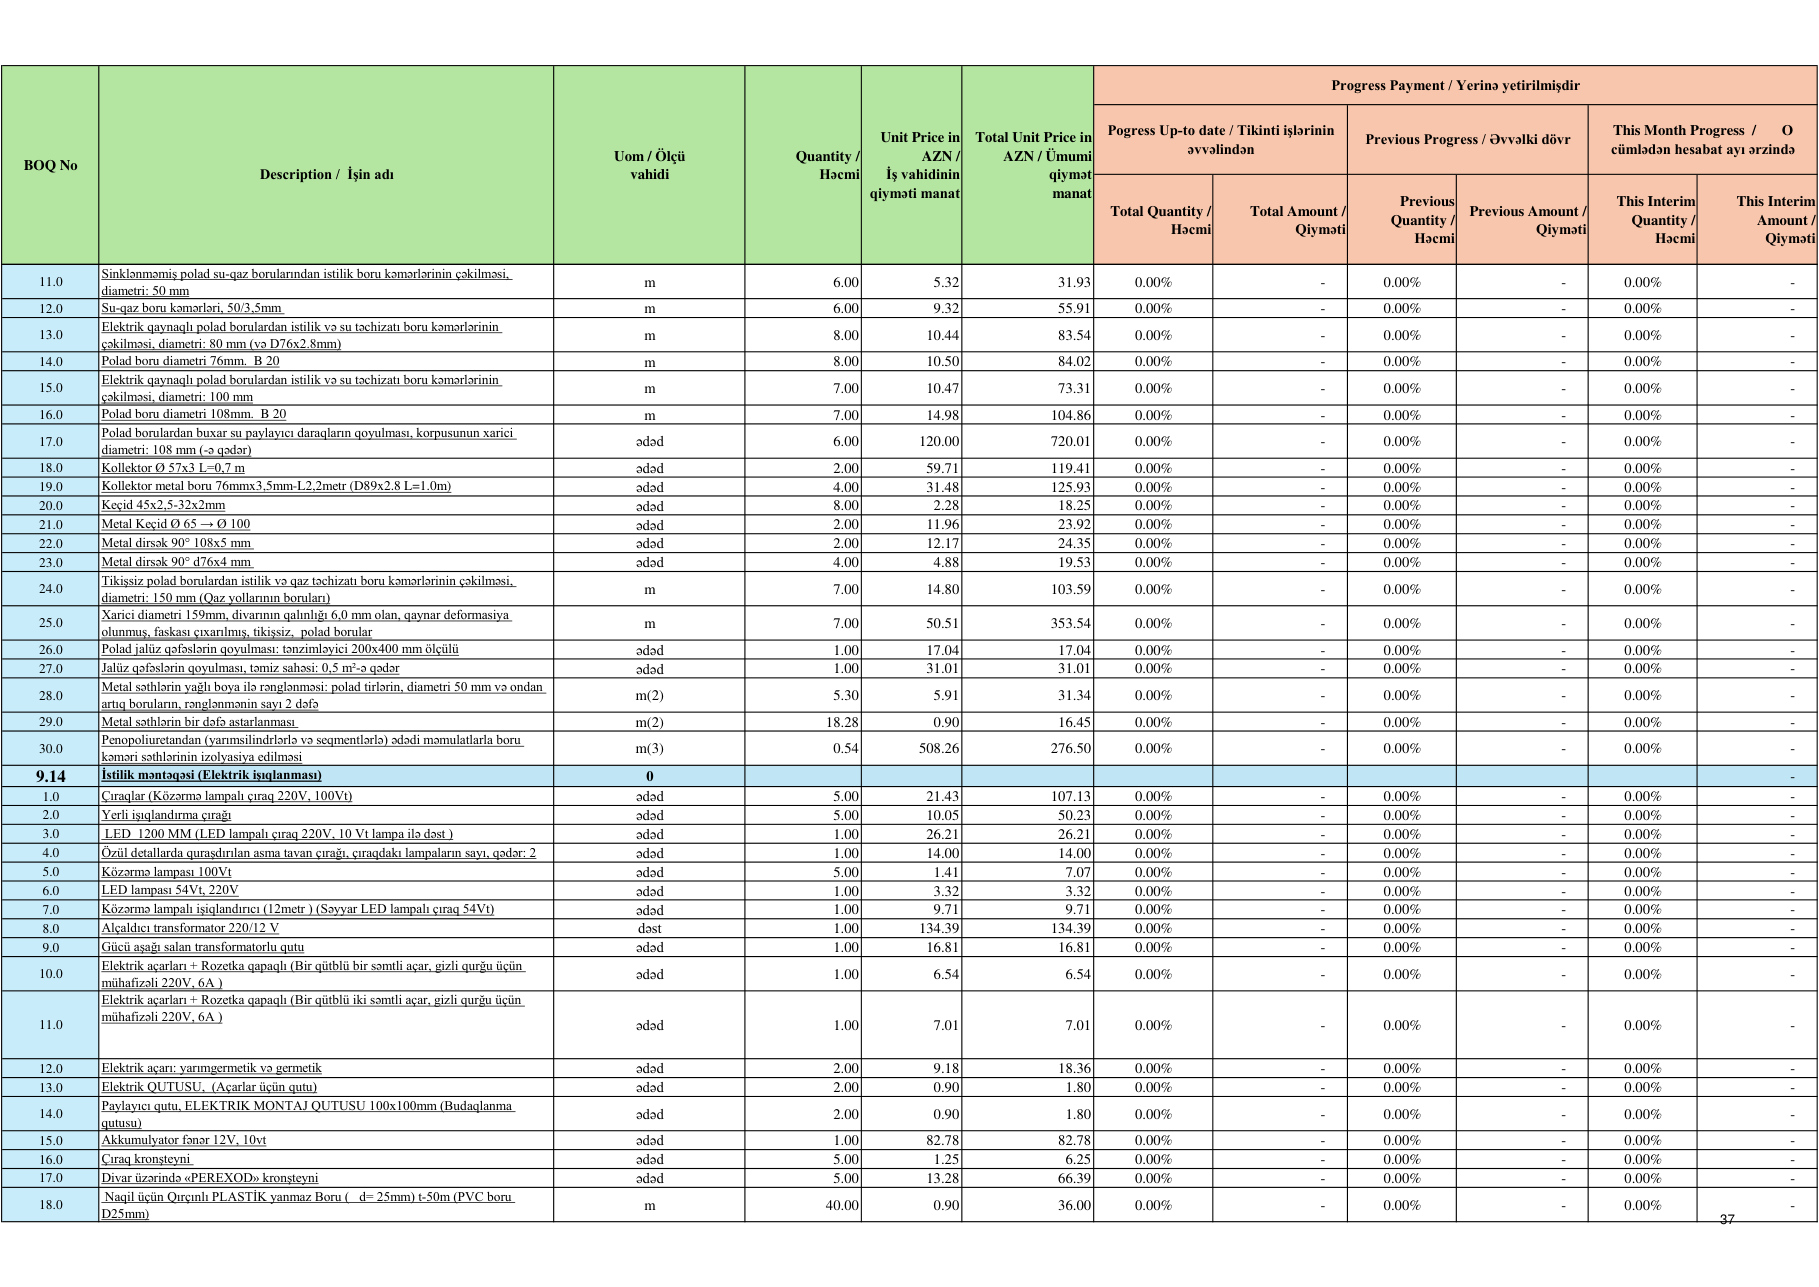 Progress Payment / Yerinə yetirilmişdir
BOQ No
Description / İşin adı
Uom / Ölçü
vahidi
Quantity /
Həcmi
Unit Price in
AZN /
İş vahidinin
qiyməti manat
Total Unit Price in
AZN / Ümumi
qiymət
manat
Pogress Up-to date / Tikinti işlərinin
əvvəlindən
Previous Progress / Əvvəlki dövr
This Month Progress / O
cümlədən hesabat ayı ərzində
Total Quantity /
Həcmi
Total Amount /
Qiyməti
Previous
Quantity /
Həcmi
Previous Amount /
Qiyməti
This Interim
Quantity /
Həcmi
This Interim
Amount /
Qiyməti
11.0 Sinklənməmiş polad su-qaz borularından istilik boru kəmərlərinin çəkilməsi,
diametri: 50 mm m 6.00 5.32 31.93 0.00% - 0.00% - 0.00% -
12.0 Su-qaz boru kəmərləri, 50/3,5mm m 6.00 9.32 55.91 0.00% - 0.00% - 0.00% -
13.0 Elektrik qaynaqlı polad borulardan istilik və su təchizatı boru kəmərlərinin
çəkilməsi, diametri: 80 mm (və D76x2.8mm) m 8.00 10.44 83.54 0.00% - 0.00% - 0.00% -
14.0 Polad boru diametri 76mm. B 20 m 8.00 10.50 84.02 0.00% - 0.00% - 0.00% -
15.0 Elektrik qaynaqlı polad borulardan istilik və su təchizatı boru kəmərlərinin
çəkilməsi, diametri: 100 mm m 7.00 10.47 73.31 0.00% - 0.00% - 0.00% -
16.0 Polad boru diametri 108mm. B 20 m 7.00 14.98 104.86 0.00% - 0.00% - 0.00% -
17.0 Polad borulardan buxar su paylayıcı daraqların qoyulması, korpusunun xarici
diametri: 108 mm (-ə qədər) ədəd 6.00 120.00 720.01 0.00% - 0.00% - 0.00% -
18.0 Kollektor Ø 57x3 L=0,7 m ədəd 2.00 59.71 119.41 0.00% - 0.00% - 0.00% -
19.0 Kollektor metal boru 76mmx3,5mm-L2,2metr (D89x2.8 L=1.0m) ədəd 4.00 31.48 125.93 0.00% - 0.00% - 0.00% -
20.0 Keçid 45x2,5-32x2mm ədəd 8.00 2.28 18.25 0.00% - 0.00% - 0.00% -
21.0 Metal Keçid Ø 65 → Ø 100 ədəd 2.00 11.96 23.92 0.00% - 0.00% - 0.00% -
22.0 Metal dirsək 90° 108x5 mm ədəd 2.00 12.17 24.35 0.00% - 0.00% - 0.00% -
23.0 Metal dirsək 90° d76x4 mm ədəd 4.00 4.88 19.53 0.00% - 0.00% - 0.00% -
24.0 Tikişsiz polad borulardan istilik və qaz təchizatı boru kəmərlərinin çəkilməsi,
diametri: 150 mm (Qaz yollarının boruları) m 7.00 14.80 103.59 0.00% - 0.00% - 0.00% -
25.0 Xarici diametri 159mm, divarının qalınlığı 6,0 mm olan, qaynar deformasiya
olunmuş, faskası çıxarılmış, tikişsiz, polad borular m 7.00 50.51 353.54 0.00% - 0.00% - 0.00% -
26.0 Polad jalüz qəfəslərin qoyulması: tənzimləyici 200x400 mm ölçülü ədəd 1.00 17.04 17.04 0.00% - 0.00% - 0.00% -
27.0 Jalüz qəfəslərin qoyulması, təmiz sahəsi: 0,5 m²-ə qədər ədəd 1.00 31.01 31.01 0.00% - 0.00% - 0.00% -
28.0 Metal səthlərin yağlı boya ilə rənglənməsi: polad tirlərin, diametri 50 mm və ondan
artıq boruların, rənglənmənin sayı 2 dəfə m(2) 5.30 5.91 31.34 0.00% - 0.00% - 0.00% -
29.0 Metal səthlərin bir dəfə astarlanması m(2) 18.28 0.90 16.45 0.00% - 0.00% - 0.00% -
30.0 Penopoliuretandan (yarımsilindrlərlə və seqmentlərlə) ədədi məmulatlarla boru
kəməri səthlərinin izolyasiya edilməsi m(3) 0.54 508.26 276.50 0.00% - 0.00% - 0.00% -
9.14 İstilik məntəqəsi (Elektrik işıqlanması) 0 -
1.0 Çıraqlar (Közərmə lampalı çıraq 220V, 100Vt) ədəd 5.00 21.43 107.13 0.00% - 0.00% - 0.00% -
2.0 Yerli işıqlandırma çırağı ədəd 5.00 10.05 50.23 0.00% - 0.00% - 0.00% -
3.0 LED 1200 MM (LED lampalı çıraq 220V, 10 Vt lampa ilə dəst ) ədəd 1.00 26.21 26.21 0.00% - 0.00% - 0.00% -
4.0 Özül detallarda quraşdırılan asma tavan çırağı, çıraqdakı lampaların sayı, qədər: 2 ədəd 1.00 14.00 14.00 0.00% - 0.00% - 0.00% -
5.0 Közərmə lampası 100Vt ədəd 5.00 1.41 7.07 0.00% - 0.00% - 0.00% -
6.0 LED lampası 54Vt, 220V ədəd 1.00 3.32 3.32 0.00% - 0.00% - 0.00% -
7.0 Közərmə lampalı işiqlandırıcı (12metr ) (Səyyar LED lampalı çıraq 54Vt) ədəd 1.00 9.71 9.71 0.00% - 0.00% - 0.00% -
8.0 Alçaldıcı transformator 220/12 V dəst 1.00 134.39 134.39 0.00% - 0.00% - 0.00% -
9.0 Gücü aşağı salan transformatorlu qutu ədəd 1.00 16.81 16.81 0.00% - 0.00% - 0.00% -
10.0 Elektrik açarları + Rozetka qapaqlı (Bir qütblü bir səmtli açar, gizli qurğu üçün
mühafizəli 220V, 6A ) ədəd 1.00 6.54 6.54 0.00% - 0.00% - 0.00% -
11.0 Elektrik açarları + Rozetka qapaqlı (Bir qütblü iki səmtli açar, gizli qurğu üçün
mühafizəli 220V, 6A ) ədəd 1.00 7.01 7.01 0.00% - 0.00% - 0.00% -
12.0 Elektrik açarı: yarımgermetik və germetik ədəd 2.00 9.18 18.36 0.00% - 0.00% - 0.00% -
13.0 Elektrik QUTUSU, (Açarlar üçün qutu) ədəd 2.00 0.90 1.80 0.00% - 0.00% - 0.00% -
14.0 Paylayıcı qutu, ELEKTRIK MONTAJ QUTUSU 100x100mm (Budaqlanma
qutusu) ədəd 2.00 0.90 1.80 0.00% - 0.00% - 0.00% -
15.0 Akkumulyator fənər 12V, 10vt ədəd 1.00 82.78 82.78 0.00% - 0.00% - 0.00% -
16.0 Çıraq kronşteyni ədəd 5.00 1.25 6.25 0.00% - 0.00% - 0.00% -
17.0 Divar üzərində «PEREXOD» kronşteyni ədəd 5.00 13.28 66.39 0.00% - 0.00% - 0.00% -
18.0 Naqil üçün Qırçınlı PLASTİK yanmaz Boru ( d= 25mm) t-50m (PVC boru
D25mm) m 40.00 0.90 36.00 0.00% - 0.00% - 0.00% -
37